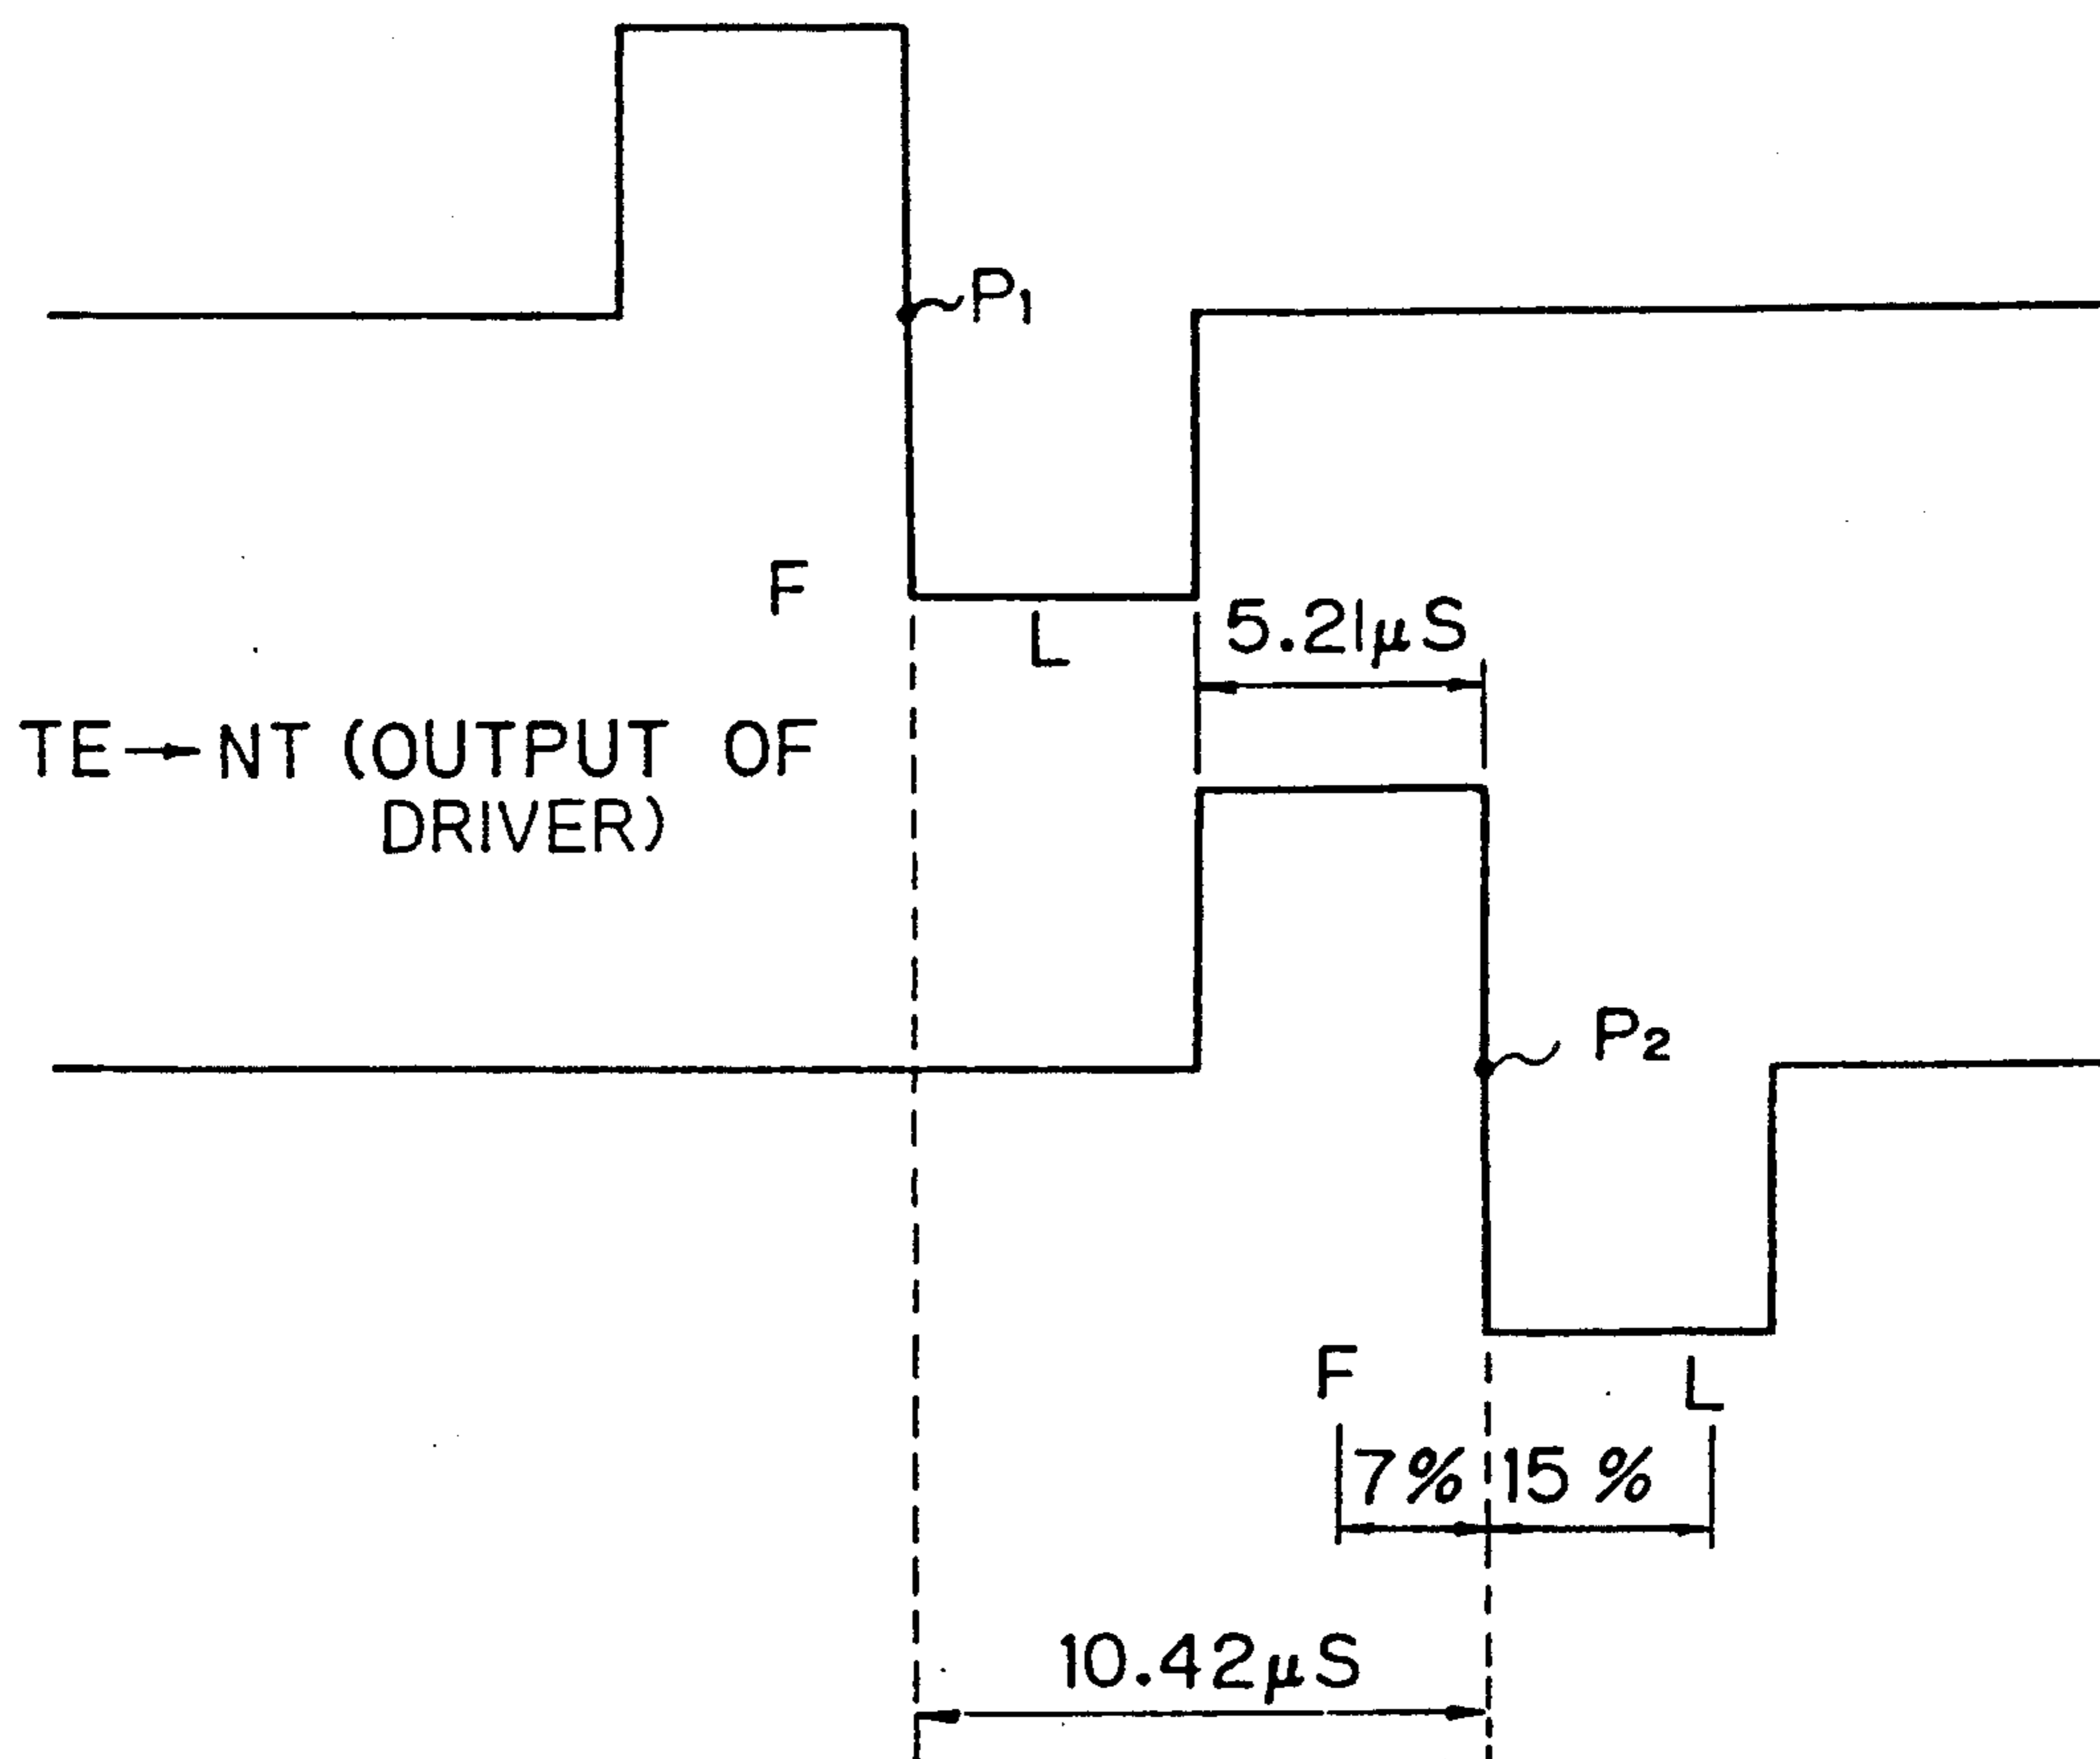 P1
F
L
5.21μS
TE→NT (OUTPUT OF
DRIVER)
P2
F
L
7% 15%
10.42μS